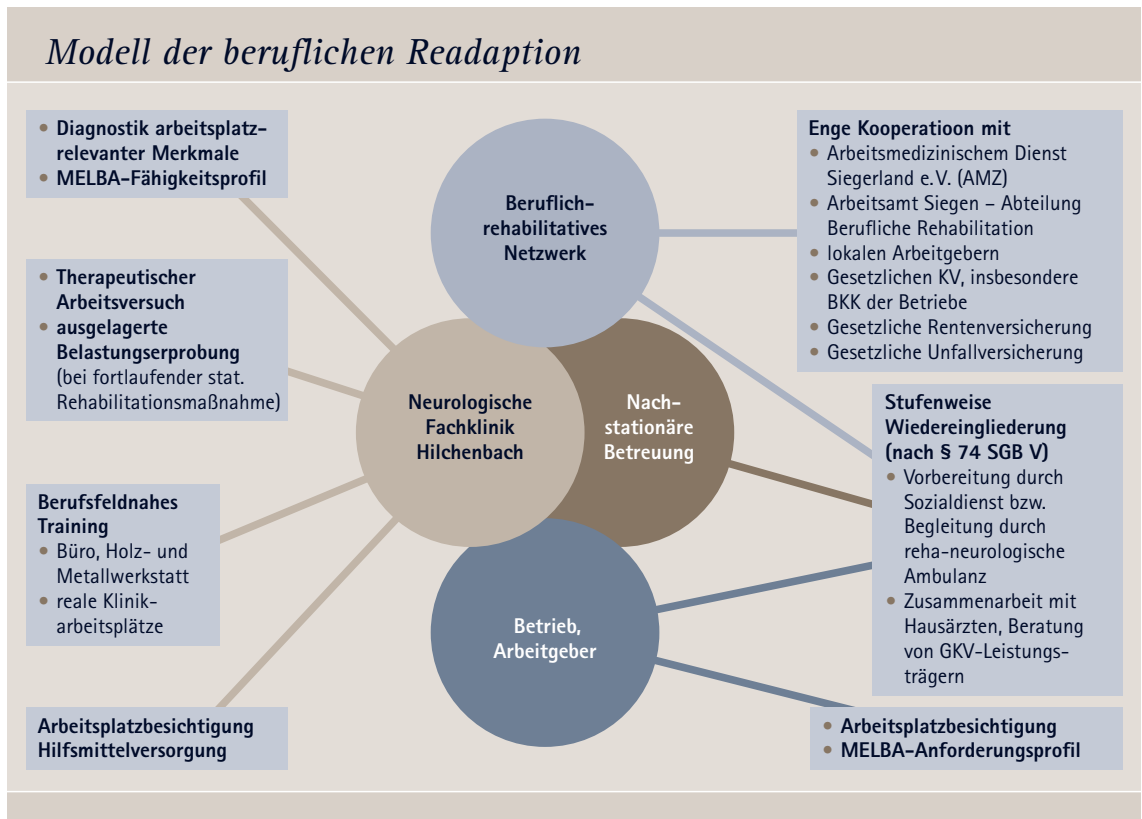 Modell der beruflichen Readaption
• Diagnostik arbeitsplatz-
relevanter Merkmale
• MELBA-Fähigkeitsprofil
• Therapeutischer
Arbeitsversuch
• ausgelagerte
Belastungserprobung
(bei fortlaufender stat.
Rehabilitationsmaßnahme)
Berufsfeldnahes
Training
• Büro, Holz- und
Metallwerkstatt
• reale Klinik-
arbeitsplätze
Arbeitsplatzbesichtigung
Hilfsmittelversorgung
Beruflich-
rehabilitatives
Netzwerk
Neurologische
Fachklinik
Hilchenbach
Nach-
stationäre
Betreuung
Betrieb,
Arbeitgeber
Enge Kooperatioon mit
• Arbeitsmedizinischem Dienst
Siegerland e.V. (AMZ)
• Arbeitsamt Siegen – Abteilung
Berufliche Rehabilitation
• lokalen Arbeitgebern
• Gesetzlichen KV, insbesondere
BKK der Betriebe
• Gesetzliche Rentenversicherung
• Gesetzliche Unfallversicherung
Stufenweise
Wiedereingliederung
(nach § 74 SGB V)
• Vorbereitung durch
Sozialdienst bzw.
Begleitung durch
reha-neurologische
Ambulanz
• Zusammenarbeit mit
Hausärzten, Beratung
von GKV-Leistungs-
trägern
• Arbeitsplatzbesichtigung
• MELBA-Anforderungsprofil